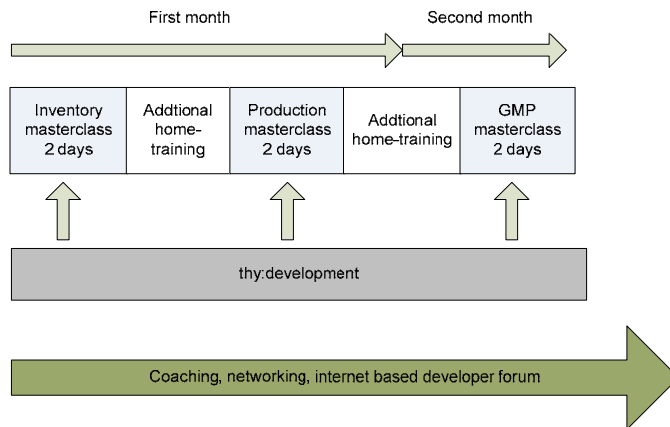 First month
Second month
Inventory
masterclass
2 days
Addtional
home-
training
Production
masterclass
2 days
Addtional
home-training
GMP
masterclass
2 days
thy:development
Coaching, networking, internet based developer forum